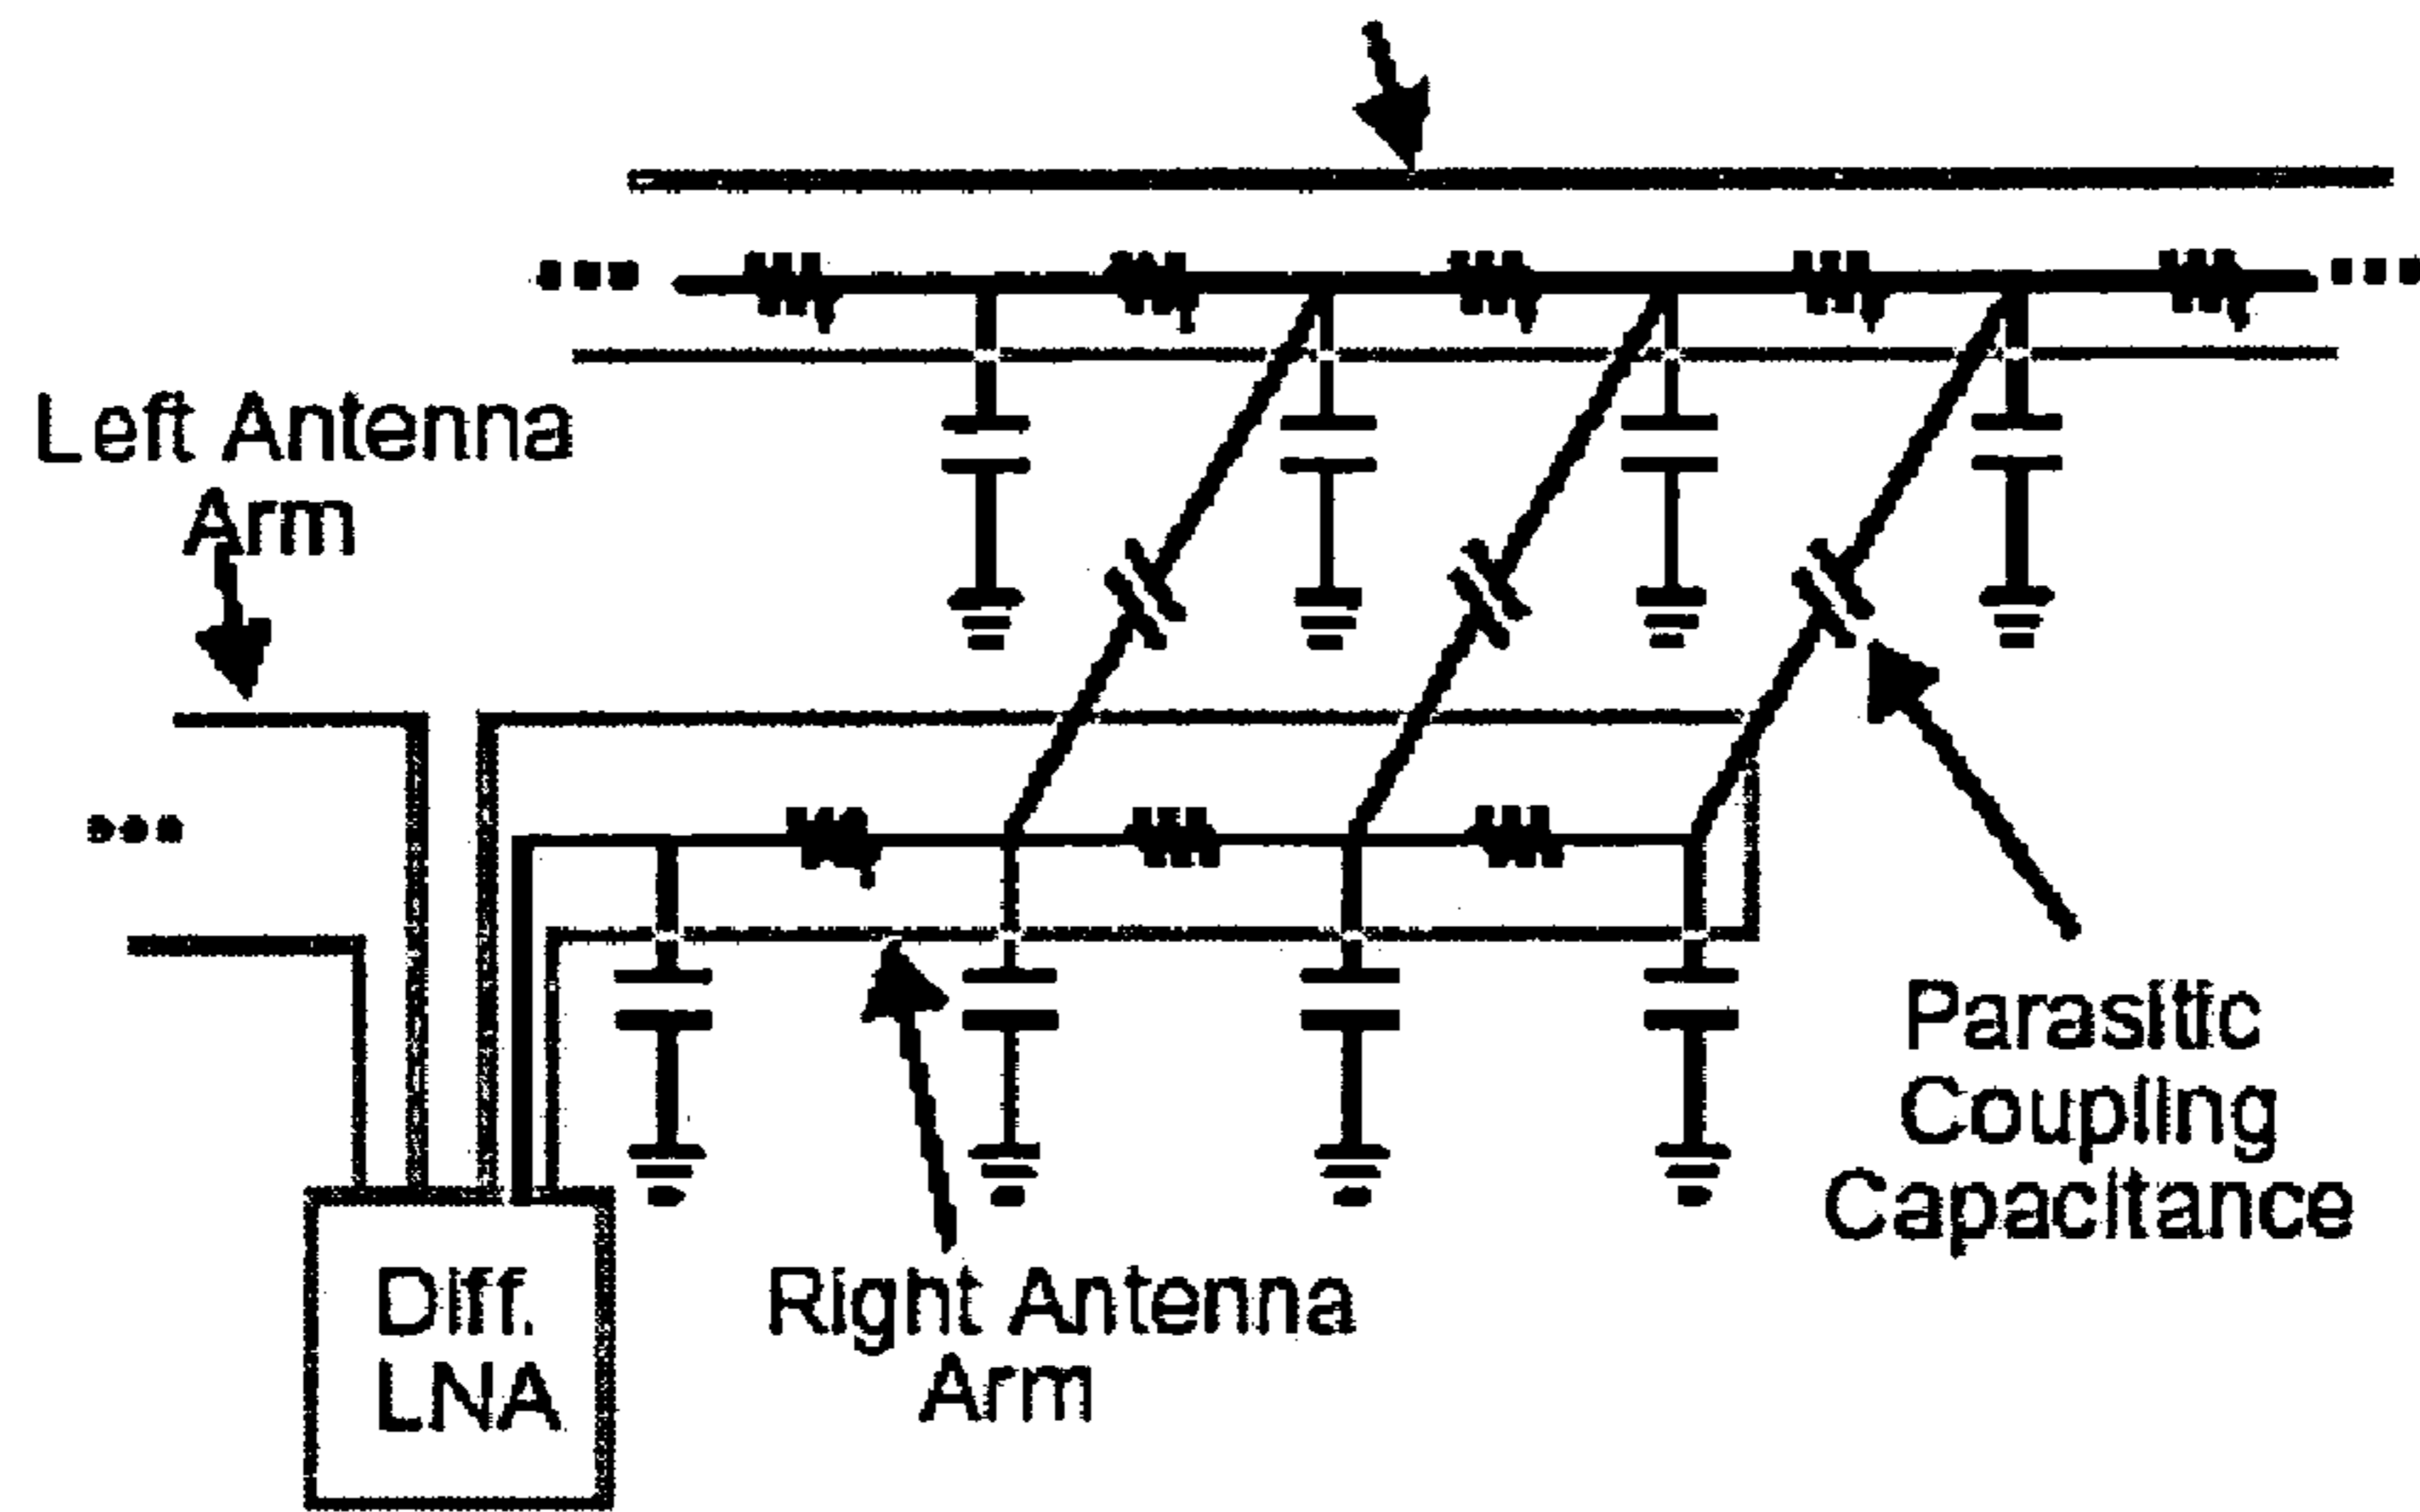 Left Antenna
Arm
Parasitic
Coupling
Capacitance
Diff.
LNA
Right Antenna
Arm